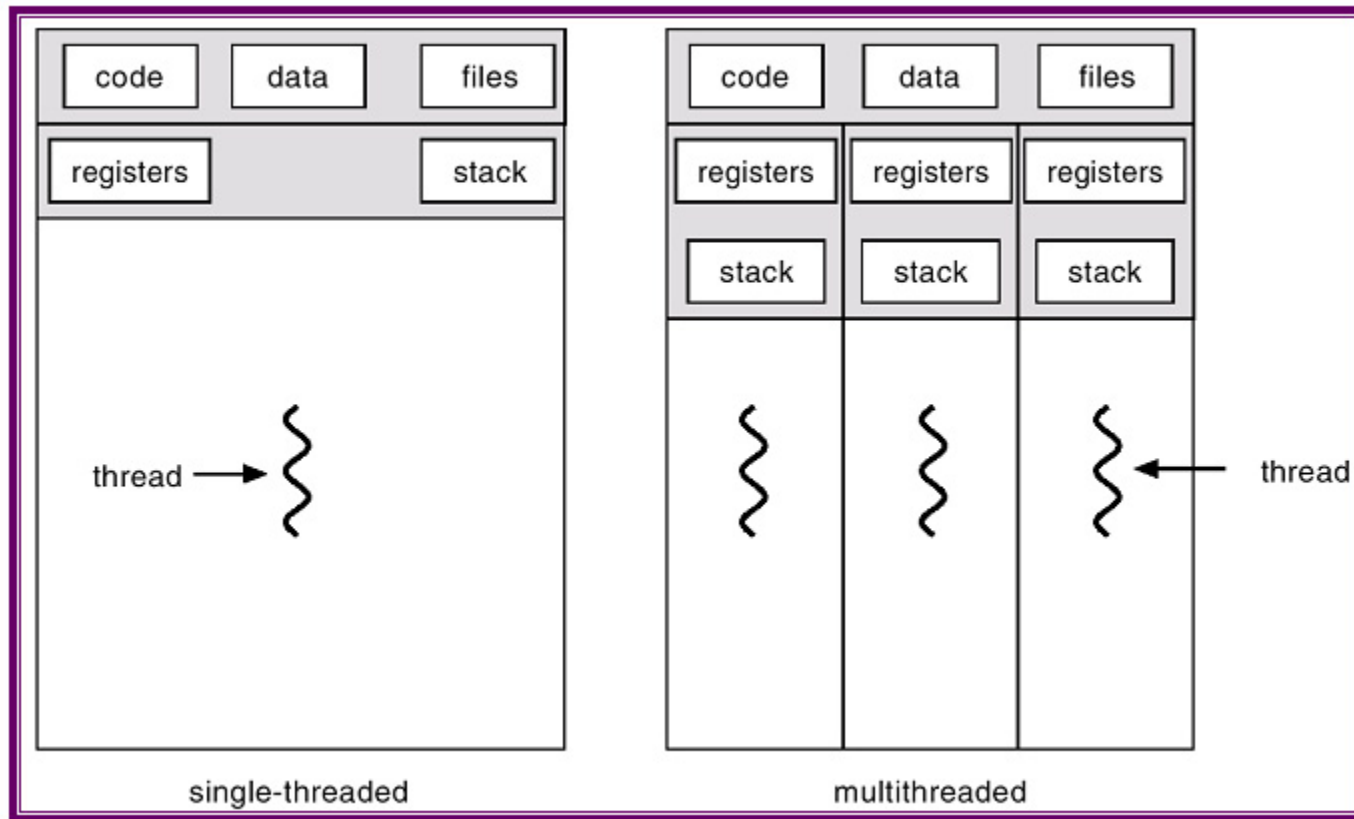 code data files
registers stack
thread
single-threaded
code data files
registers registers registers
stack stack stack
thread
multithreaded